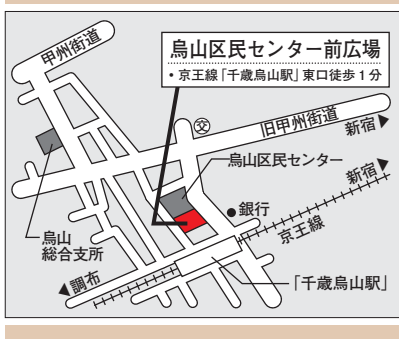 烏山区民センター前広場
・京王線「千歳烏山駅」東口徒歩1分
甲州街道
交
旧甲州街道
新宿▶
烏山区民センター
新宿▶
●銀行
京王線
烏山
総合支所
◀調布
「千歳烏山駅」